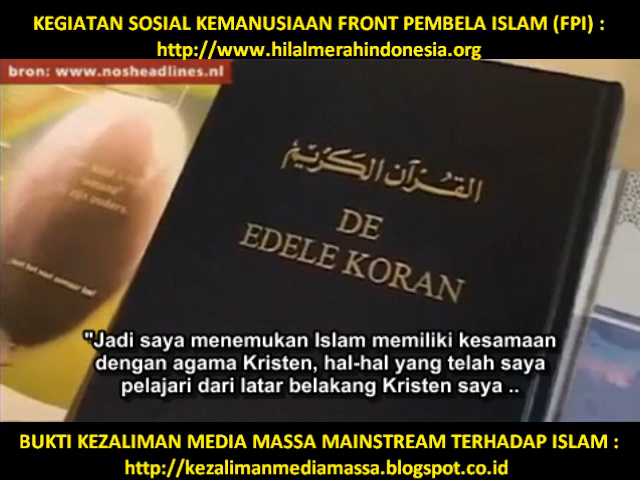 KEGIATAN SOSIAL KEMANUSIAAN FRONT PEMBELA ISLAM (FPI) :
http://www.hilalmerahindonesia.org
bron: www.nosheadlines.nl
القرآن الكريم
DE
EDELE KORAN
"Jadi saya menemukan Islam memiliki kesamaan
dengan agama Kristen, hal-hal yang telah saya
pelajari dari latar belakang Kristen saya ..
BUKTI KEZALIMAN MEDIA MASSA MAINSTREAM TERHADAP ISLAM :
http://kezalimanmediamassa.blogspot.co.id